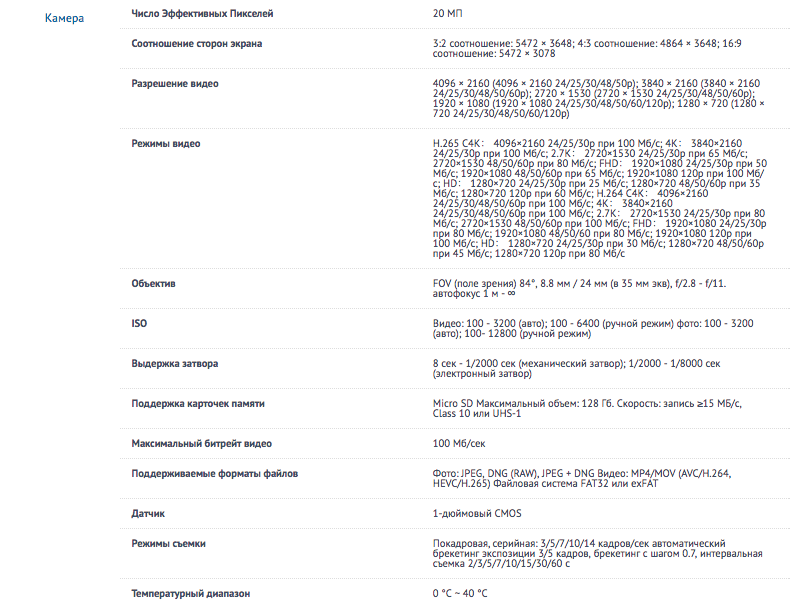 Камера
Число Эффективных Пикселей
20 МП
Соотношение сторон экрана
3:2 соотношение: 5472 × 3648; 4:3 соотношение: 4864 × 3648; 16:9
соотношение: 5472 × 3078
Разрешение видео
4096 × 2160 (4096 × 2160 24/25/30/48/50p); 3840 × 2160 (3840 × 2160
24/25/30/48/50/60p); 2720 × 1530 (2720 × 1530 24/25/30/48/50/60p);
1920 × 1080 (1920 × 1080 24/25/30/48/50/60/120p); 1280 × 720 (1280 ×
720 24/25/30/48/50/60/120p)
Режимы видео
H.265 C4K： 4096×2160 24/25/30p при 100 Мб/с; 4K： 3840×2160
24/25/30p при 100 Мб/с; 2.7K： 2720×1530 24/25/30p при 65 Мб/с;
2720×1530 48/50/60p при 80 Мб/с; FHD： 1920×1080 24/25/30p при 50
Мб/с; 1920×1080 48/50/60p при 65 Мб/с; 1920×1080 120p при 100 Мб/
с; HD： 1280×720 24/25/30p при 25 Мб/с; 1280×720 48/50/60p при 35
Мб/с; 1280×720 120p при 60 Мб/с; H.264 C4K： 4096×2160
24/25/30/48/50/60p при 100 Мб/с; 4K： 3840×2160
24/25/30/48/50/60p при 100 Мб/с; 2.7K： 2720×1530 24/25/30p при 80
Мб/с; 2720×1530 48/50/60p при 100 Мб/с; FHD： 1920×1080 24/25/30p
при 80 Мб/с; 1920×1080 48/50/60 при 80 Мб/с; 1920×1080 120p при
100 Мб/с; HD： 1280×720 24/25/30p при 30 Мб/с; 1280×720 48/50/60p
при 45 Мб/с; 1280×720 120p при 80 Мб/с
Объектив
FOV (поле зрения) 84°, 8.8 мм / 24 мм (в 35 мм экв), f/2.8 - f/11.
автофокус 1 м - ∞
ISO
Видео: 100 - 3200 (авто); 100 - 6400 (ручной режим) фото: 100 - 3200
(авто); 100- 12800 (ручной режим)
Выдержка затвора
8 сек - 1/2000 сек (механический затвор); 1/2000 - 1/8000 сек
(электронный затвор)
Поддержка карточек памяти
Micro SD Максимальный объем: 128 Гб. Скорость: запись ≥15 МБ/с,
Class 10 или UHS-1
Максимальный битрейт видео
100 Мб/сек
Поддерживаемые форматы файлов
Фото: JPEG, DNG (RAW), JPEG + DNG Видео: MP4/MOV (AVC/H.264,
HEVC/H.265) Файловая система FAT32 или exFAT
Датчик
1-дюймовый CMOS
Режимы съемки
Покадровая, серийная: 3/5/7/10/14 кадров/сек автоматический
брекетинг экспозиции 3/5 кадров, брекетинг с шагом 0.7, интервальная
съемка 2/3/5/7/10/15/30/60 с
Температурный диапазон
0 °C ~ 40 °C